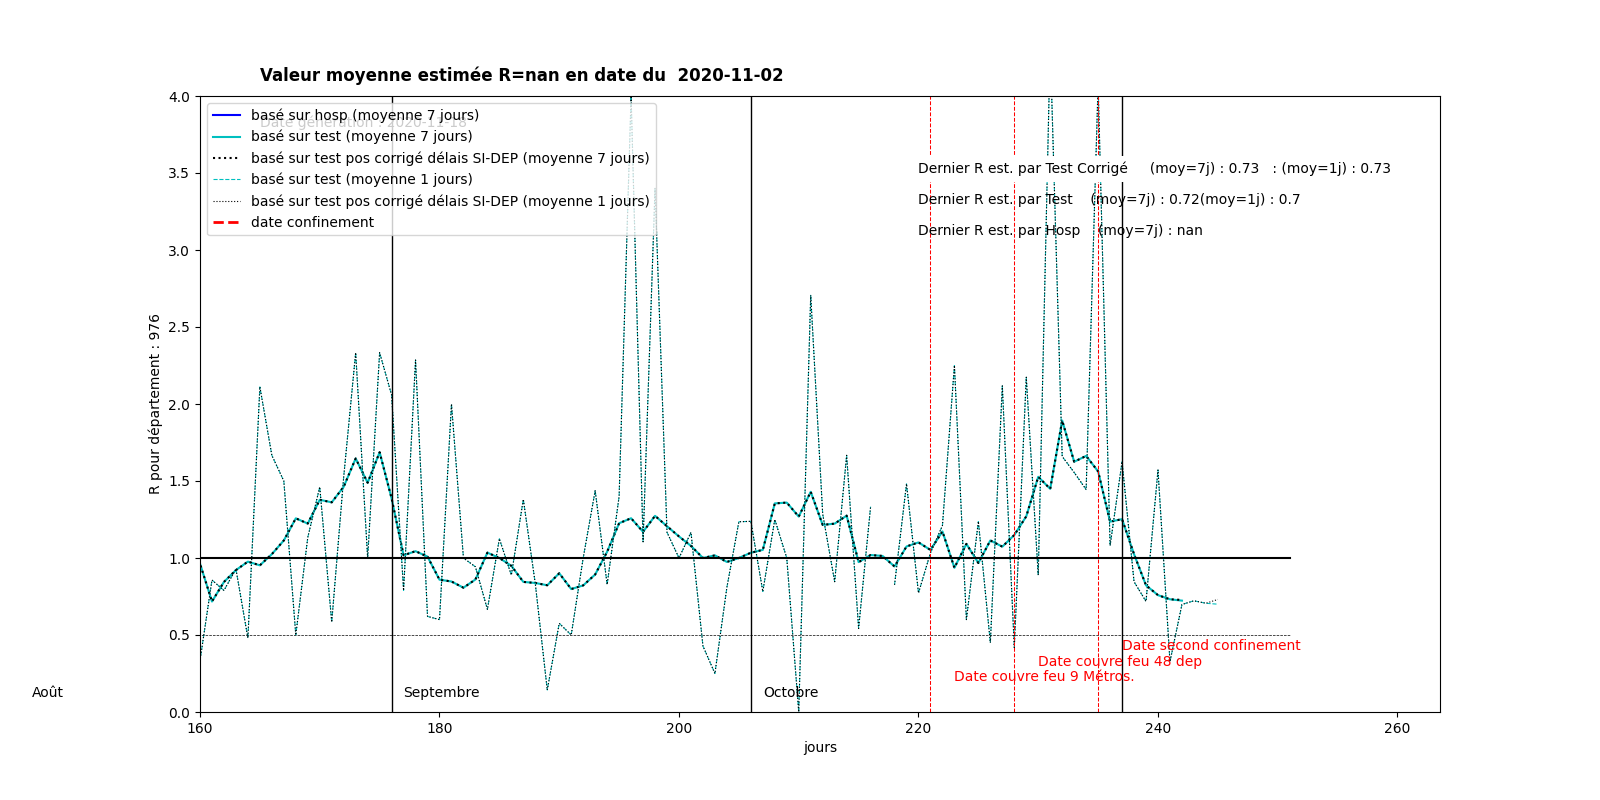 Valeur moyenne estimée R=nan en date du  2020-11-02
4.0
3.5
3.0
2.5
2.0
1.5
1.0
0.5
0.0
R pour département : 976
basé sur hosp (moyenne 7 jours)
Date génération : 2020-11-18
basé sur test (moyenne 7 jours)
basé sur test pos corrigé délais SI-DEP (moyenne 7 jours)
basé sur test (moyenne 1 jours)
basé sur test pos corrigé délais SI-DEP (moyenne 1 jours)
date confinement
Dernier R est. par Test Corrigé     (moy=7j) : 0.73   : (moy=1j) : 0.73
Dernier R est. par Test    (moy=7j) : 0.72(moy=1j) : 0.7
Dernier R est. par Hosp    (moy=7j) : nan
Date second confinement
Date couvre feu 48 dep
Date couvre feu 9 Métros.
Août
Septembre
Octobre
160
180
200
220
240
260
jours